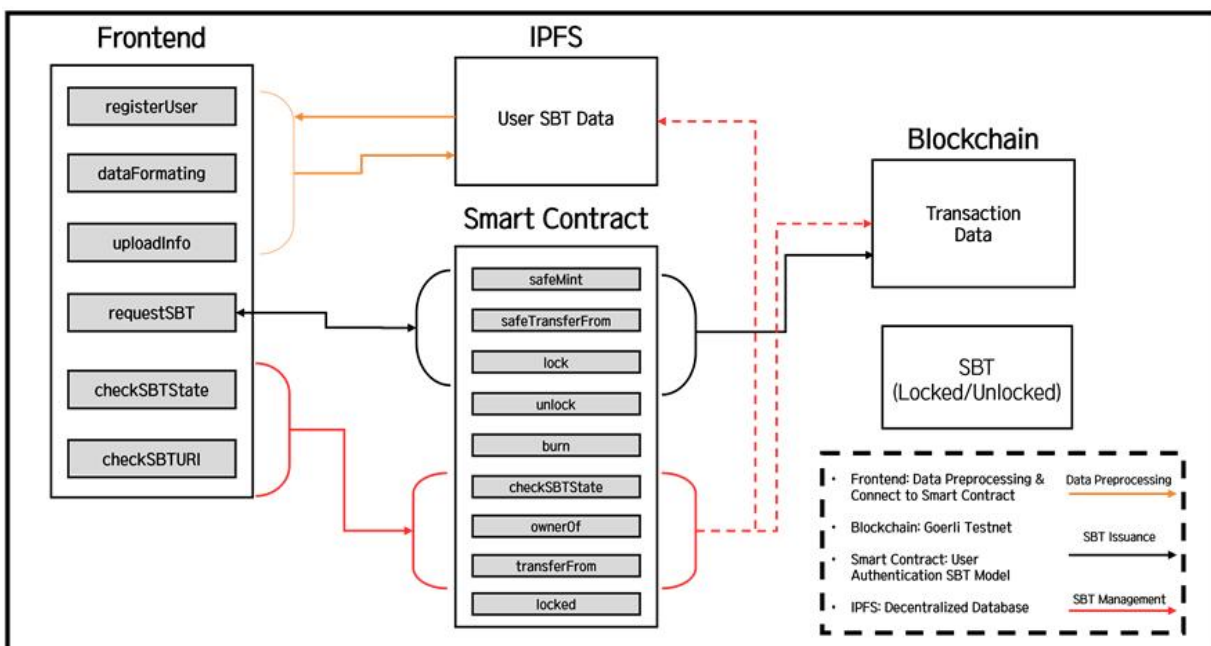 Frontend
registerUser
dataFormating
uploadInfo
requestSBT
checkSBTState
checkSBTURI
IPFS
User SBT Data
Smart Contract
safeMint
safeTransferFrom
lock
unlock
burn
checkSBTState
ownerOf
transferFrom
locked
Blockchain
Transaction
Data
SBT
(Locked/Unlocked)
• Frontend: Data Preprocessing &
Connect to Smart Contract
• Blockchain: Goerli Testnet
• Smart Contract: User
Authentication SBT Model
• IPFS: Decentralized Database
Data Preprocessing
SBT Issuance
SBT Management